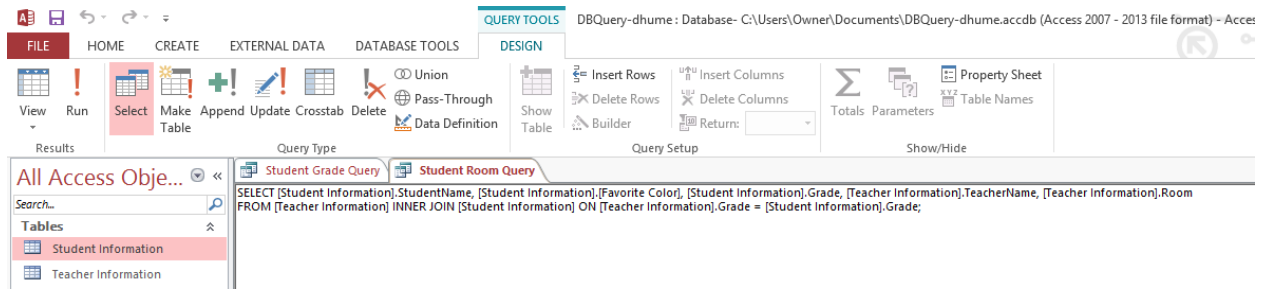 QUERY TOOLS DBQuery-dhume : Database- C:\Users\Owner\Documents\DBQuery-dhume.accdb (Access 2007 - 2013 file format) - Acces
FILE HOME CREATE EXTERNAL DATA DATABASE TOOLS DESIGN
View Run Select Make Table Append Update Crosstab Delete
Union
Pass-Through
Data Definition
Show Table
Insert Rows
Delete Rows
Builder
Insert Columns
Delete Columns
Return:
Totals Parameters
Property Sheet
Table Names
Results Query Type Query Setup Show/Hide
All Access Obje... «
Search...
Tables
Student Information
Teacher Information
Student Grade Query Student Room Query
SELECT [Student Information].StudentName, [Student Information].[Favorite Color], [Student Information].Grade, [Teacher Information].TeacherName, [Teacher Information].Room
FROM [Teacher Information] INNER JOIN [Student Information] ON [Teacher Information].Grade = [Student Information].Grade;